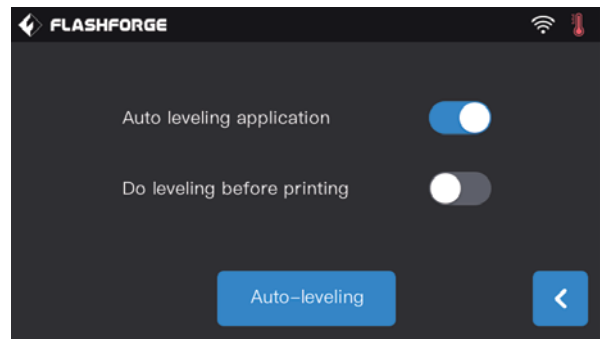 FLASHFORGE
Auto leveling application
Do leveling before printing
Auto-leveling